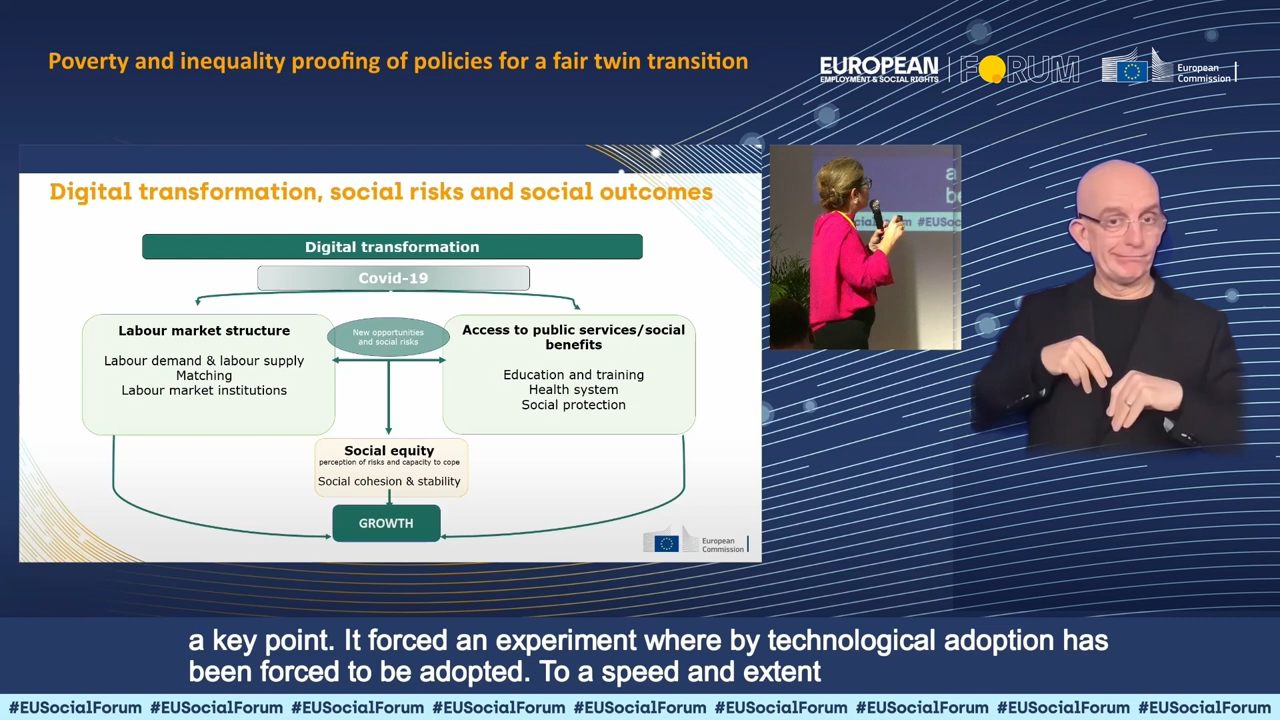 Poverty and inequality proofing of policies for a fair twin transition
EUROPEAN
EMPLOYMENT & SOCIAL RIGHTS
FORUM
European
Commission
Digital transformation, social risks and social outcomes
Digital transformation
Covid-19
Labour market structure
Labour demand & labour supply
Matching
Labour market institutions
New opportunities
and social risks
Access to public services/social
benefits
Education and training
Health system
Social protection
Social equity
perception of risks and capacity to cope
Social cohesion & stability
GROWTH
European
Commission
a
be
cialForum #EUSoc
a key point. It forced an experiment where by technological adoption has
been forced to be adopted. To a speed and extent
#EUSocialForum #EUSocialForum #EUSocialForum #EUSocialForum #EUSocialForum #EUSocialForum #EUSocialForum #EUSocialForum #EUSocialForum